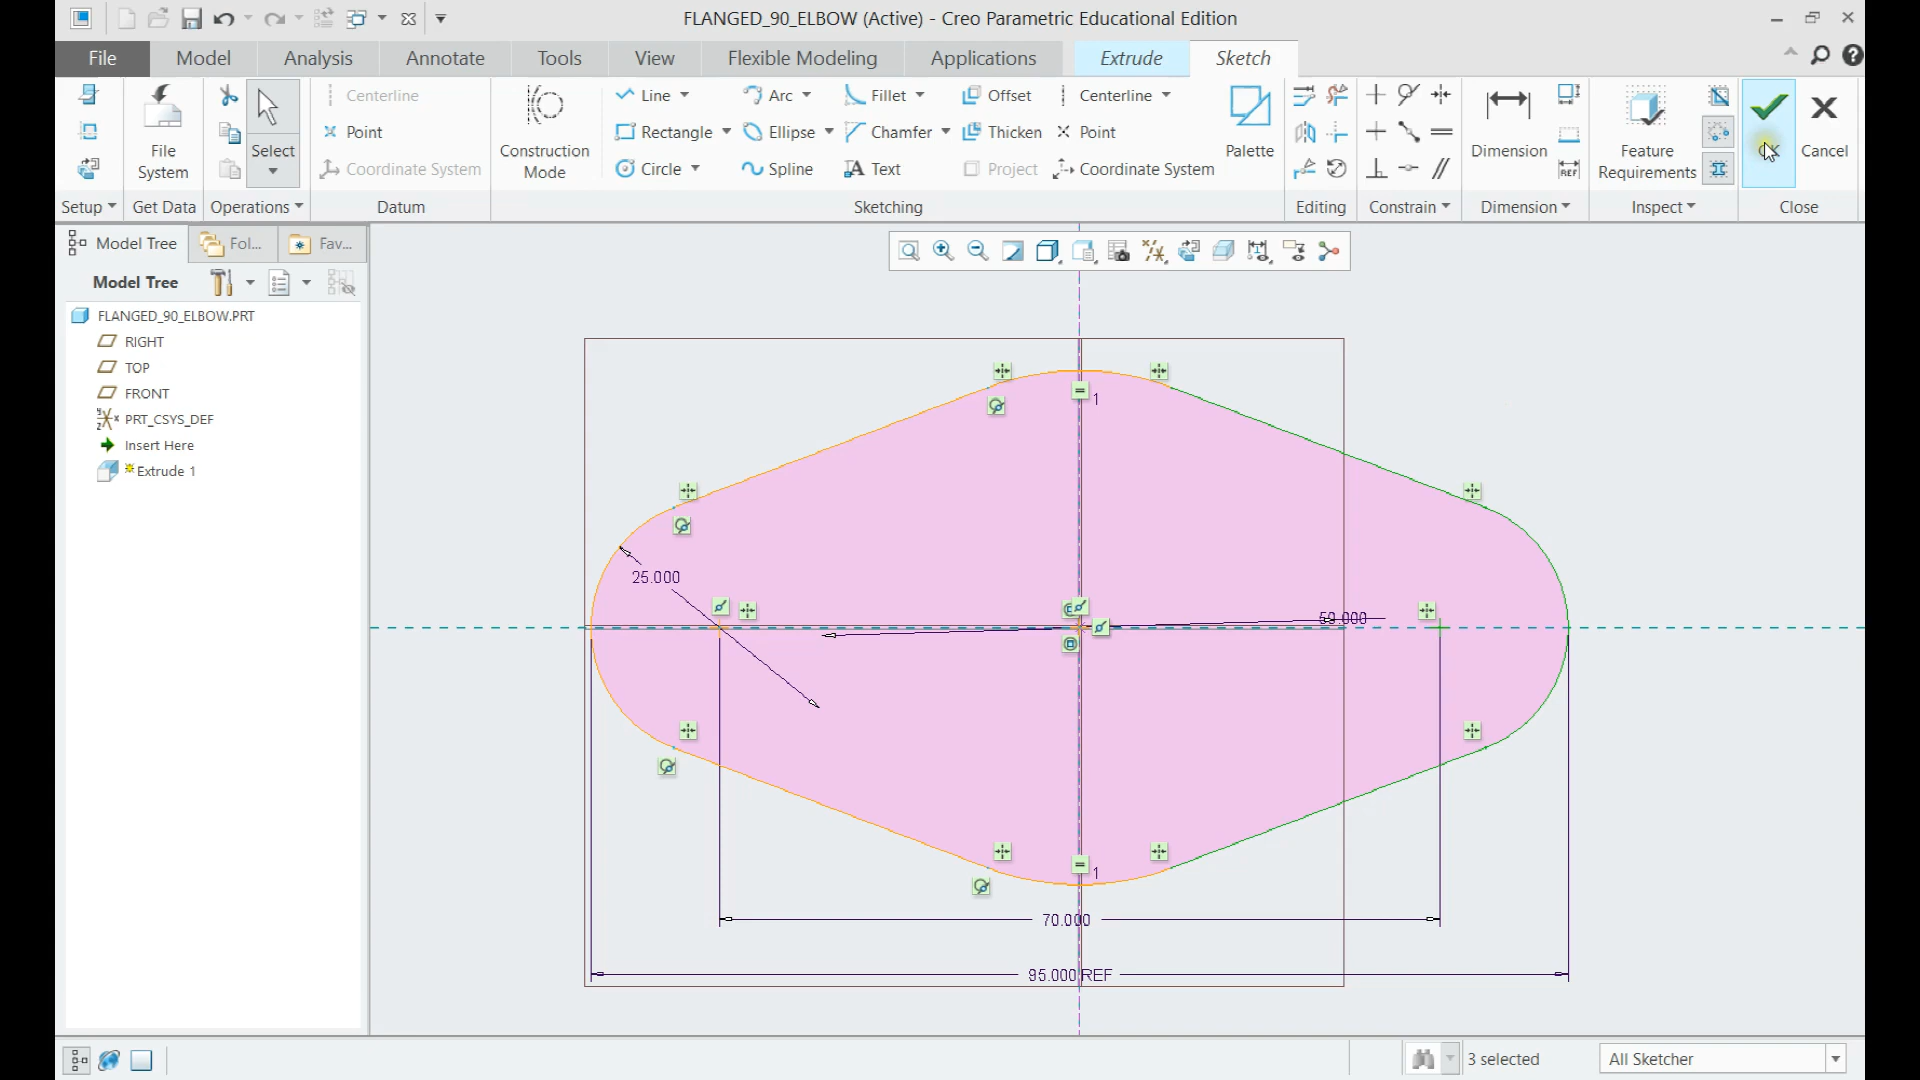 FLANGED_90_ELBOW (Active) - Creo Parametric Educational Edition
File Model Analysis Annotate Tools View Flexible Modeling Applications Extrude Sketch
Centerline Line Arc Fillet Offset Centerline
Point Rectangle Ellipse Chamfer Thicken Point
Coordinate System Circle Spline Text Project Coordinate System
File System
Select
Construction Mode
Palette
Dimension
Feature Requirements
OK
Cancel
REF
Setup Get Data Operations Datum Sketching Editing Constrain Dimension Inspect Close
Model Tree Fol... Fav...
Model Tree
FLANGED_90_ELBOW.PRT
RIGHT
TOP
FRONT
PRT_CSYS_DEF
Insert Here
Extrude 1
1
25.000
50.000
1
70.000
95.000 REF
3 selected All Sketcher